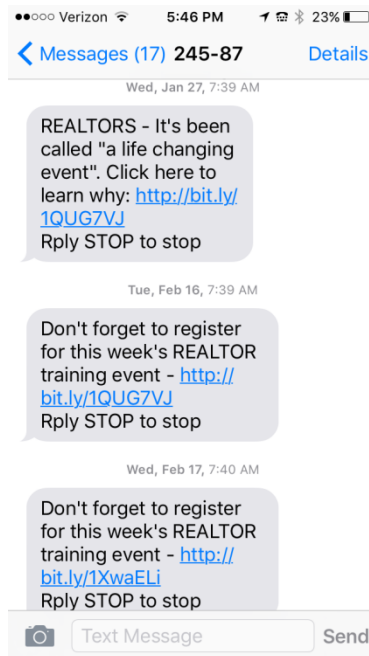 Verizon 5:46 PM 23%
Messages (17) 245-87 Details
Wed, Jan 27, 7:39 AM
REALTORS - It's been
called "a life changing
event". Click here to
learn why: http://bit.ly/
1QUG7VJ
Rply STOP to stop
Tue, Feb 16, 7:39 AM
Don't forget to register
for this week's REALTOR
training event - http://
bit.ly/1QUG7VJ
Rply STOP to stop
Wed, Feb 17, 7:40 AM
Don't forget to register
for this week's REALTOR
training event - http://
bit.ly/1XwaELi
Rply STOP to stop
Text Message Send